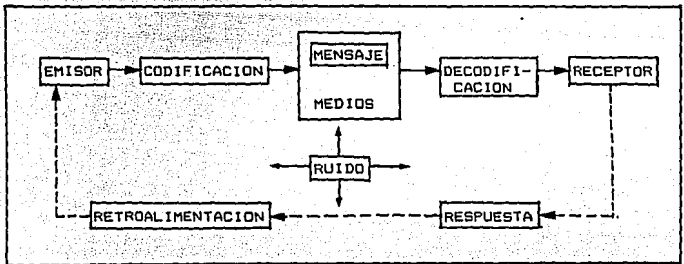 EMISOR
CODIFICACION
MENSAJE
MEDIOS
DECODIFI-
CACION
RECEPTOR
RUIDO
RETROALIMENTACION
RESPUESTA